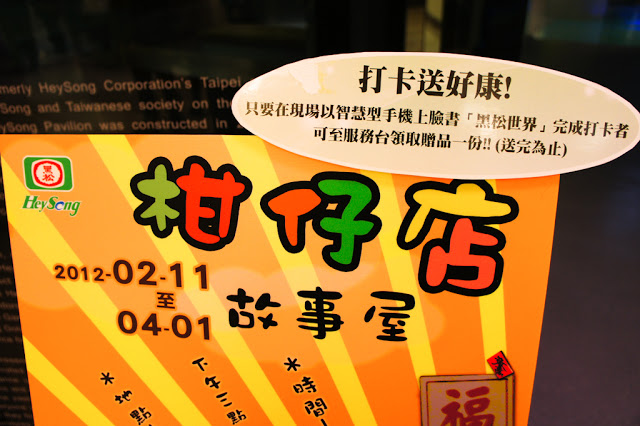 merly HeySong Corporation's Taipei
Song and Taiwanese society on the
ySong Pavilion was constructed in
打卡送好康!
只要在現場以智慧型手機上臉書「黑松世界」完成打卡者
可至服務台領取贈品一份!! (送完為止)
黑松
HeySong
柑仔店
2012-02-11
至
04-01
故事屋
*時間
下午三點
*地點
福